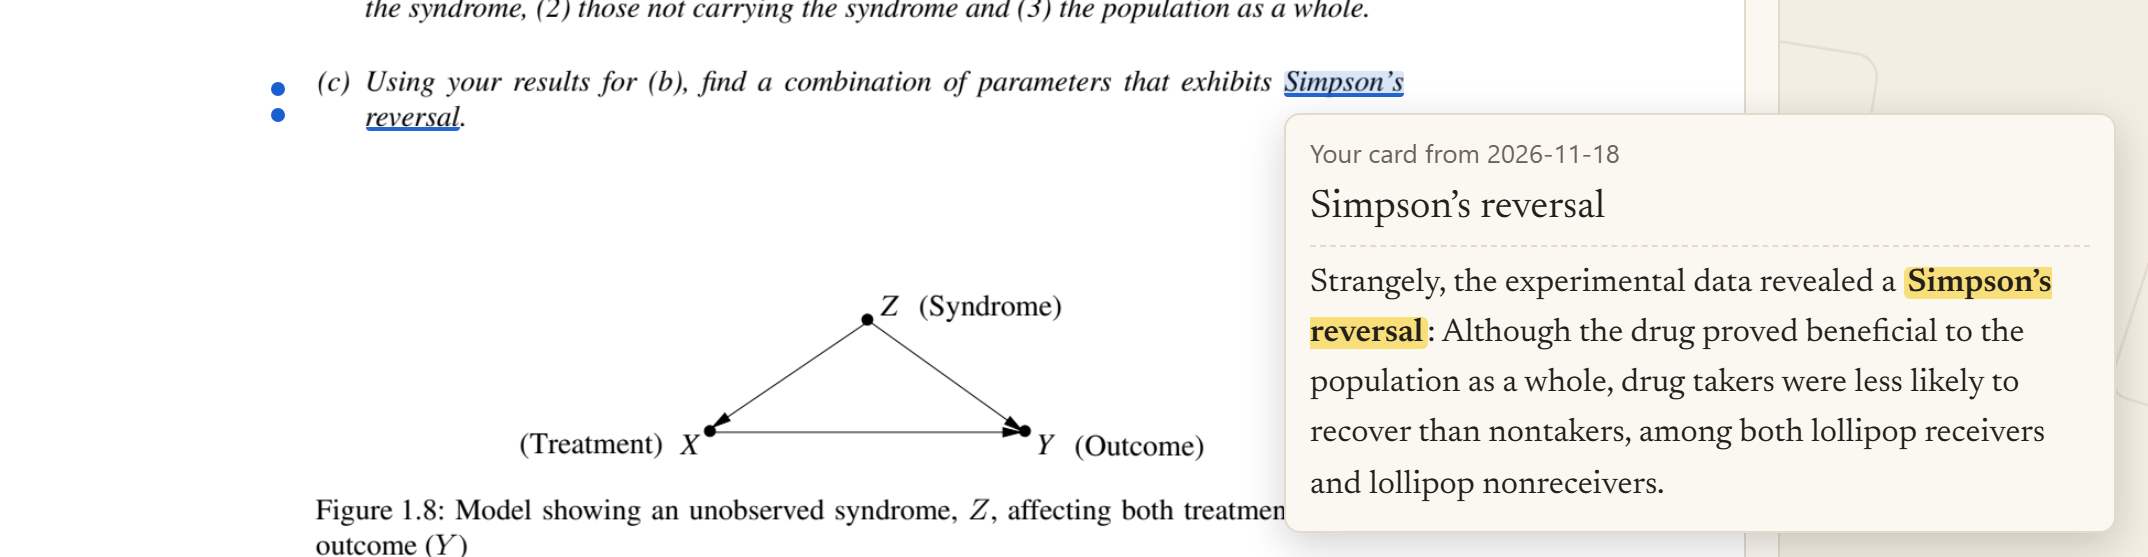 the syndrome, (2) those not carrying the syndrome and (3) the population as a whole.
(c) Using your results for (b), find a combination of parameters that exhibits Simpson’s
reversal.
Your card from 2026-11-18
Simpson’s reversal
Strangely, the experimental data revealed a Simpson’s
reversal: Although the drug proved beneficial to the
population as a whole, drug takers were less likely to
recover than nontakers, among both lollipop receivers
and lollipop nonreceivers.
Z (Syndrome)
(Treatment) X
Y (Outcome)
Figure 1.8: Model showing an unobserved syndrome, Z, affecting both treatmen
outcome (Y)